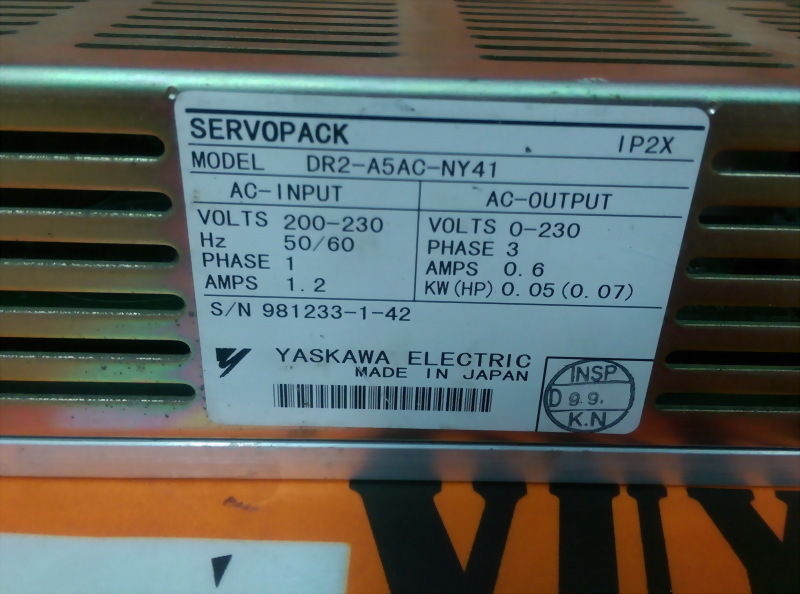 SERVOPACK IP2X
MODEL DR2-A5AC-NY41
AC-INPUT
VOLTS 200-230
Hz 50/60
PHASE 1
AMPS 1.2
AC-OUTPUT
VOLTS 0-230
PHASE 3
AMPS 0.6
KW(HP) 0.05(0.07)
S/N 981233-1-42
YASKAWA ELECTRIC
MADE IN JAPAN
INSP
D 9.9.
K.N